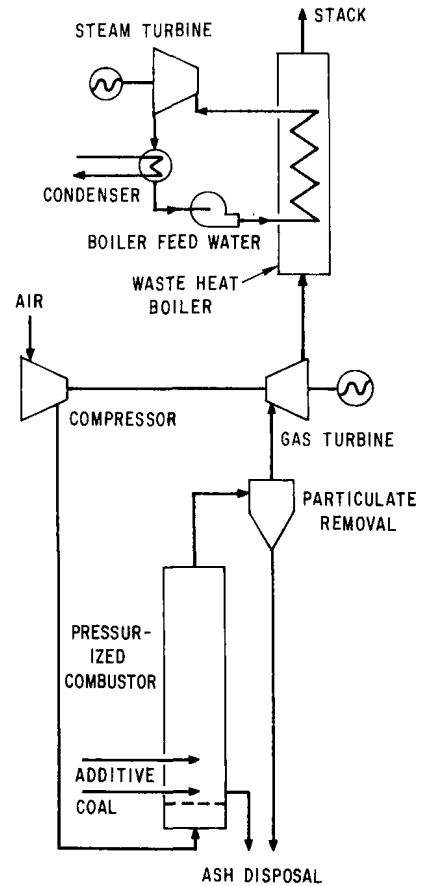 STACK
STEAM TURBINE
CONDENSER
BOILER FEED WATER
WASTE HEAT
BOILER
AIR
COMPRESSOR
GAS TURBINE
PARTICULATE
REMOVAL
PRESSUR-
IZED
COMBUSTOR
ADDITIVE
COAL
ASH DISPOSAL